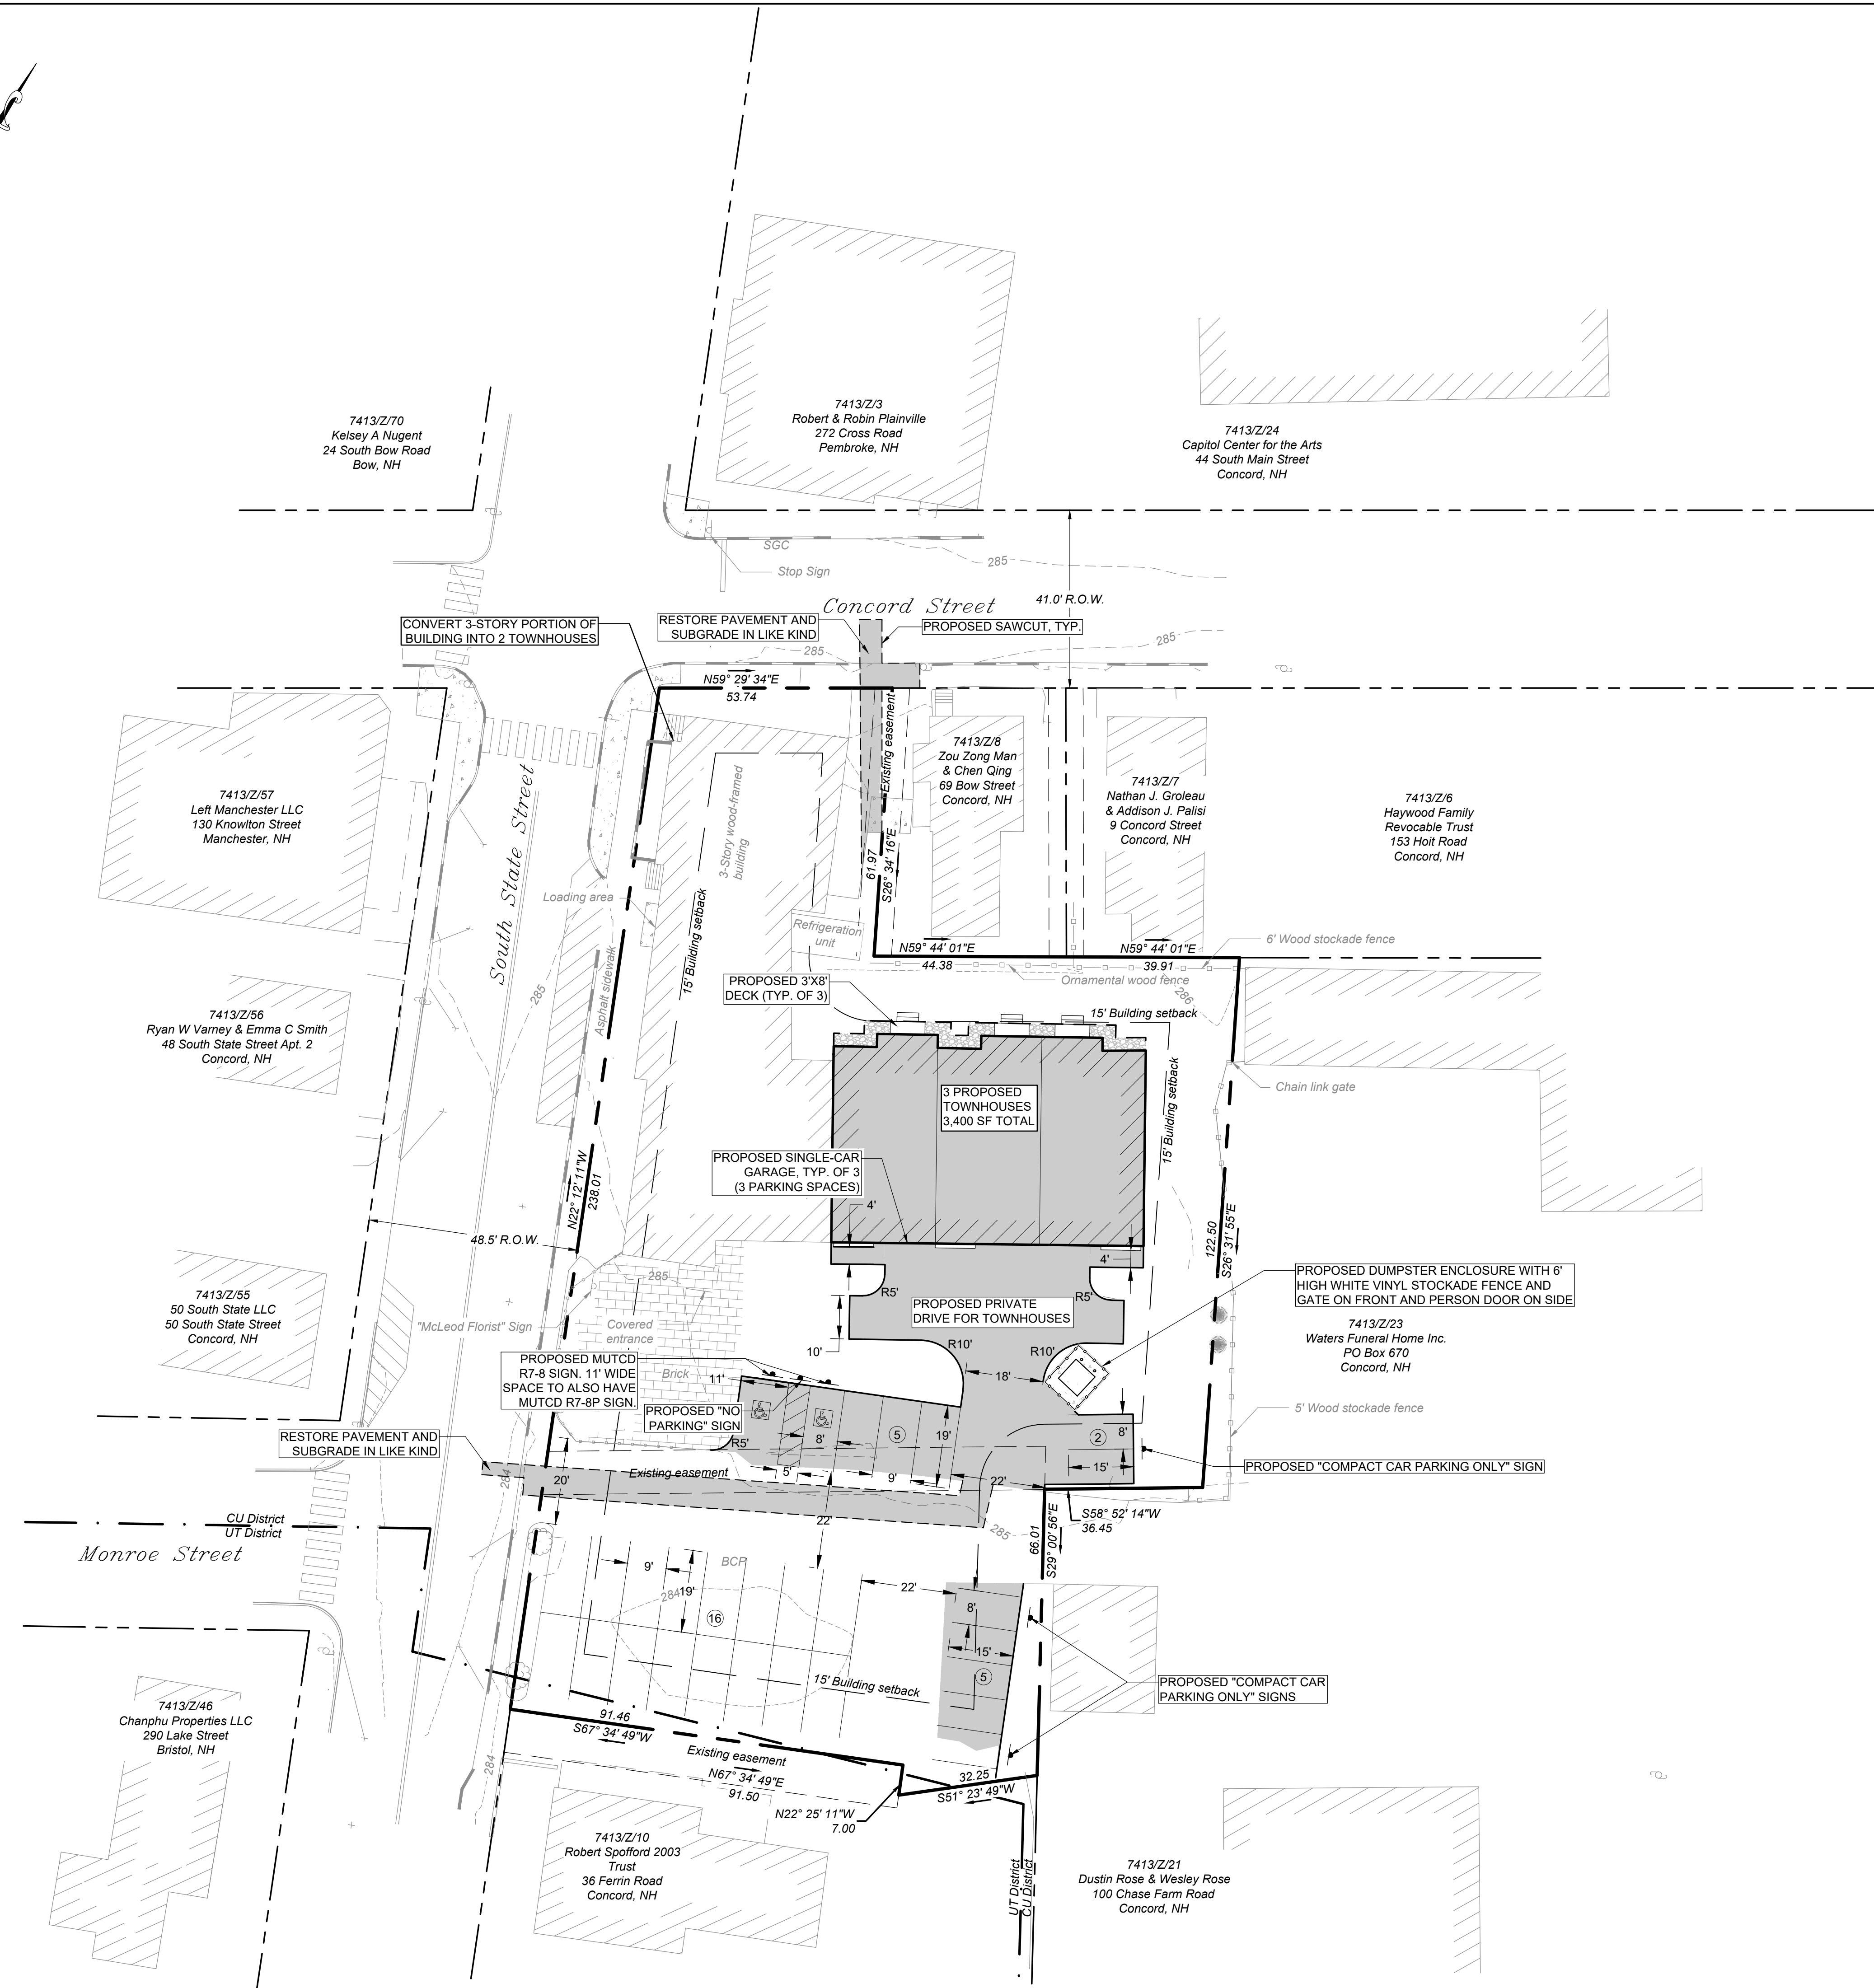 7413/Z/70
Kelsey A Nugent
24 South Bow Road
Bow, NH
7413/Z/3
Robert & Robin Plainville
272 Cross Road
Pembroke, NH
7413/Z/24
Capitol Center for the Arts
44 South Main Street
Concord, NH
SGC
Stop Sign
285
Concord Street
41.0' R.O.W.
CONVERT 3-STORY PORTION OF
BUILDING INTO 2 TOWNHOUSES
RESTORE PAVEMENT AND
SUBGRADE IN LIKE KIND
PROPOSED SAWCUT, TYP.
285
285
N59° 29' 34"E
53.74
Existing easement
61.97
S26° 34' 16"E
7413/Z/8
Zou Zong Man
& Chen Qing
69 Bow Street
Concord, NH
7413/Z/7
Nathan J. Groleau
& Addison J. Palisi
9 Concord Street
Concord, NH
7413/Z/6
Haywood Family
Revocable Trust
153 Hoit Road
Concord, NH
7413/Z/57
Left Manchester LLC
130 Knowlton Street
Manchester, NH
South State Street
3-Story wood-framed
building
Loading area
15' Building setback
Refrigeration
unit
N59° 44' 01"E
44.38
N59° 44' 01"E
39.91
6' Wood stockade fence
Ornamental wood fence
286
285
Asphalt sidewalk
PROPOSED 3'X8'
DECK (TYP. OF 3)
15' Building setback
7413/Z/56
Ryan W Varney & Emma C Smith
48 South State Street Apt. 2
Concord, NH
Chain link gate
3 PROPOSED
TOWNHOUSES
3,400 SF TOTAL
15' Building setback
PROPOSED SINGLE-CAR
GARAGE, TYP. OF 3
(3 PARKING SPACES)
N22° 12' 11"W
238.01
4'
48.5' R.O.W.
4'
122.50
S26° 31' 55"E
285
R5'
R5'
PROPOSED PRIVATE
DRIVE FOR TOWNHOUSES
PROPOSED DUMPSTER ENCLOSURE WITH 6'
HIGH WHITE VINYL STOCKADE FENCE AND
GATE ON FRONT AND PERSON DOOR ON SIDE
7413/Z/55
50 South State LLC
50 South State Street
Concord, NH
"McLeod Florist" Sign
Covered
entrance
10'
R10'
R10'
7413/Z/23
Waters Funeral Home Inc.
PO Box 670
Concord, NH
PROPOSED MUTCD
R7-8 SIGN. 11' WIDE
SPACE TO ALSO HAVE
MUTCD R7-8P SIGN.
Brick
11'
18'
PROPOSED "NO
PARKING" SIGN
5' Wood stockade fence
RESTORE PAVEMENT AND
SUBGRADE IN LIKE KIND
R5'
8'
5
19'
2
8'
15'
PROPOSED "COMPACT CAR PARKING ONLY" SIGN
20'
Existing easement
5'
9'
22'
284
22'
285
S58° 52' 14"W
36.45
66.01
S29° 00' 56"E
CU District
UT District
Monroe Street
BCP
9'
284
19'
16
22'
8'
15'
5
15' Building setback
PROPOSED "COMPACT CAR
PARKING ONLY" SIGNS
7413/Z/46
Chanphu Properties LLC
290 Lake Street
Bristol, NH
284
91.46
S67° 34' 49"W
Existing easement
N67° 34' 49"E
91.50
32.25
S51° 23' 49"W
N22° 25' 11"W
7.00
7413/Z/10
Robert Spofford 2003
Trust
36 Ferrin Road
Concord, NH
UT District
CU District
7413/Z/21
Dustin Rose & Wesley Rose
100 Chase Farm Road
Concord, NH